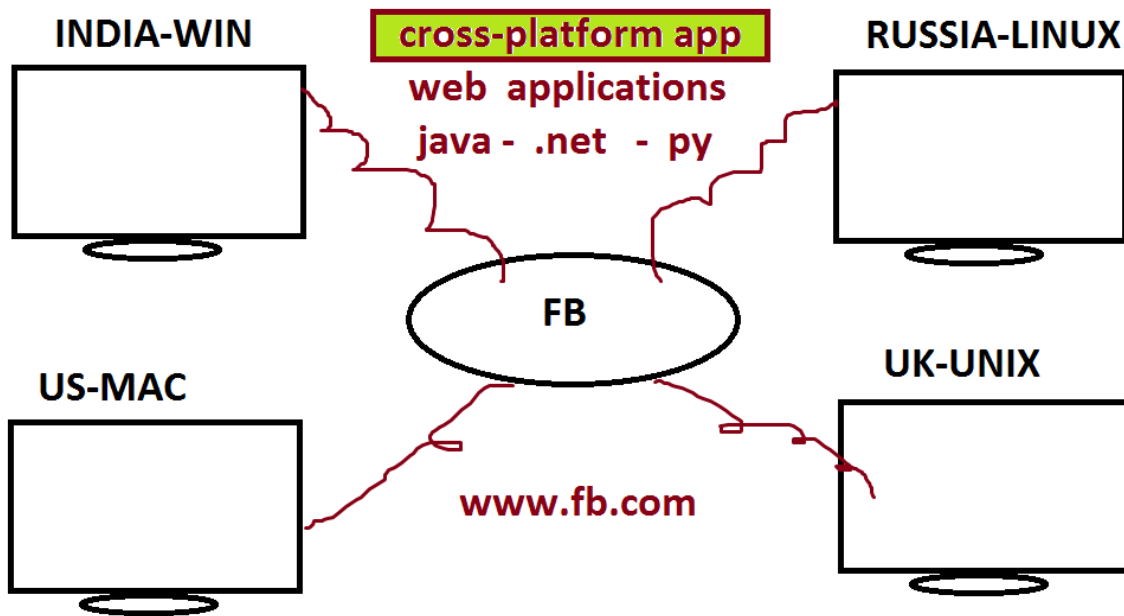 INDIA-WIN
cross-platform app
RUSSIA-LINUX
web applications
java - .net - py
FB
US-MAC
UK-UNIX
www.fb.com